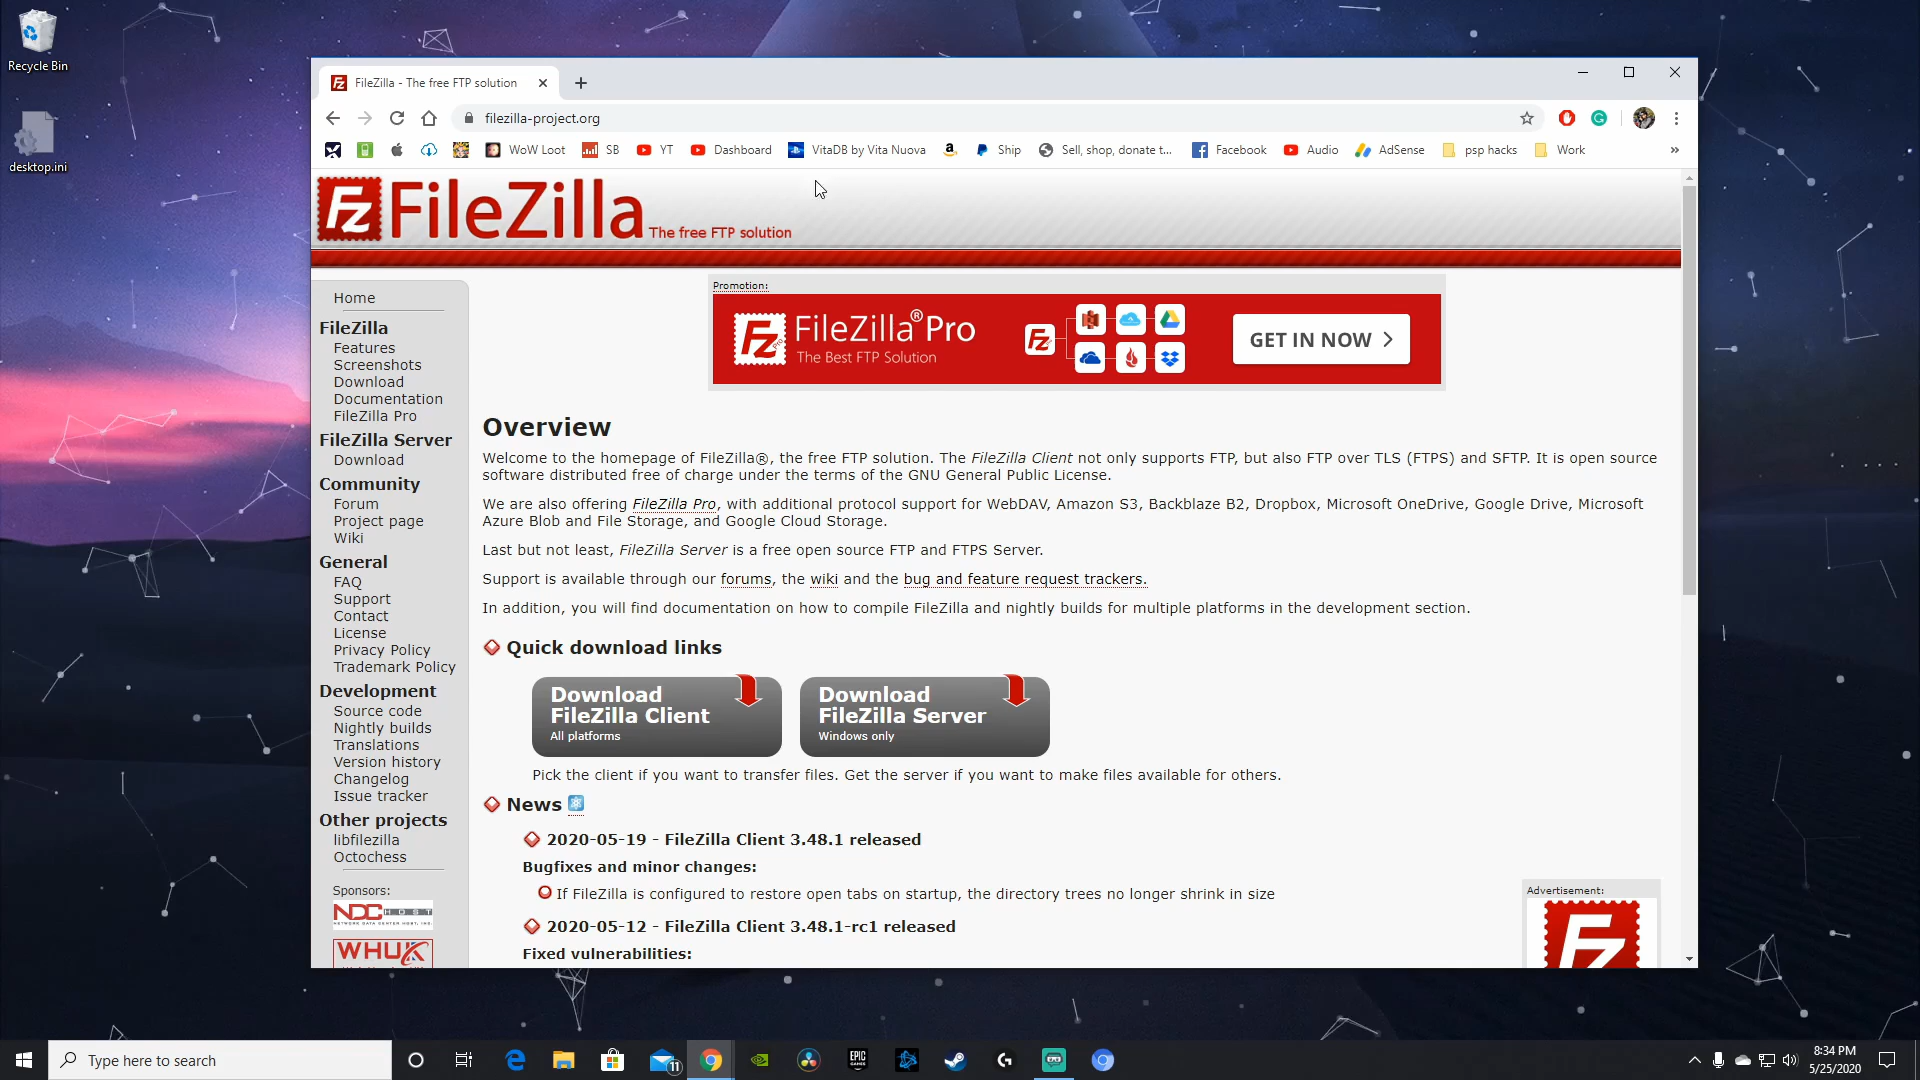 Recycle Bin
desktop.ini
FileZilla - The free FTP solution
filezilla-project.org
WoW Loot
SB
YT
Dashboard
VitaDB by Vita Nuova
Ship
Sell, shop, donate t...
Facebook
Audio
AdSense
psp hacks
Work
FileZilla The free FTP solution
Home
FileZilla
Features
Screenshots
Download
Documentation
FileZilla Pro
FileZilla Server
Download
Community
Forum
Project page
Wiki
General
FAQ
Support
Contact
License
Privacy Policy
Trademark Policy
Development
Source code
Nightly builds
Translations
Version history
Changelog
Issue tracker
Other projects
libfilezilla
Octochess
Sponsors:
NDCHOST
NETWORK DATA CENTER HOST, INC.
WHUK
Promotion:
FileZilla® Pro
The Best FTP Solution
GET IN NOW
Overview
Welcome to the homepage of FileZilla®, the free FTP solution. The FileZilla Client not only supports FTP, but also FTP over TLS (FTPS) and SFTP. It is open source
software distributed free of charge under the terms of the GNU General Public License.
We are also offering FileZilla Pro, with additional protocol support for WebDAV, Amazon S3, Backblaze B2, Dropbox, Microsoft OneDrive, Google Drive, Microsoft
Azure Blob and File Storage, and Google Cloud Storage.
Last but not least, FileZilla Server is a free open source FTP and FTPS Server.
Support is available through our forums, the wiki and the bug and feature request trackers.
In addition, you will find documentation on how to compile FileZilla and nightly builds for multiple platforms in the development section.
Quick download links
Download
FileZilla Client
All platforms
Download
FileZilla Server
Windows only
Pick the client if you want to transfer files. Get the server if you want to make files available for others.
News
2020-05-19 - FileZilla Client 3.48.1 released
Bugfixes and minor changes:
If FileZilla is configured to restore open tabs on startup, the directory trees no longer shrink in size
2020-05-12 - FileZilla Client 3.48.1-rc1 released
Fixed vulnerabilities:
Advertisement:
Type here to search
11
EPIC
GAMES
8:34 PM
5/25/2020